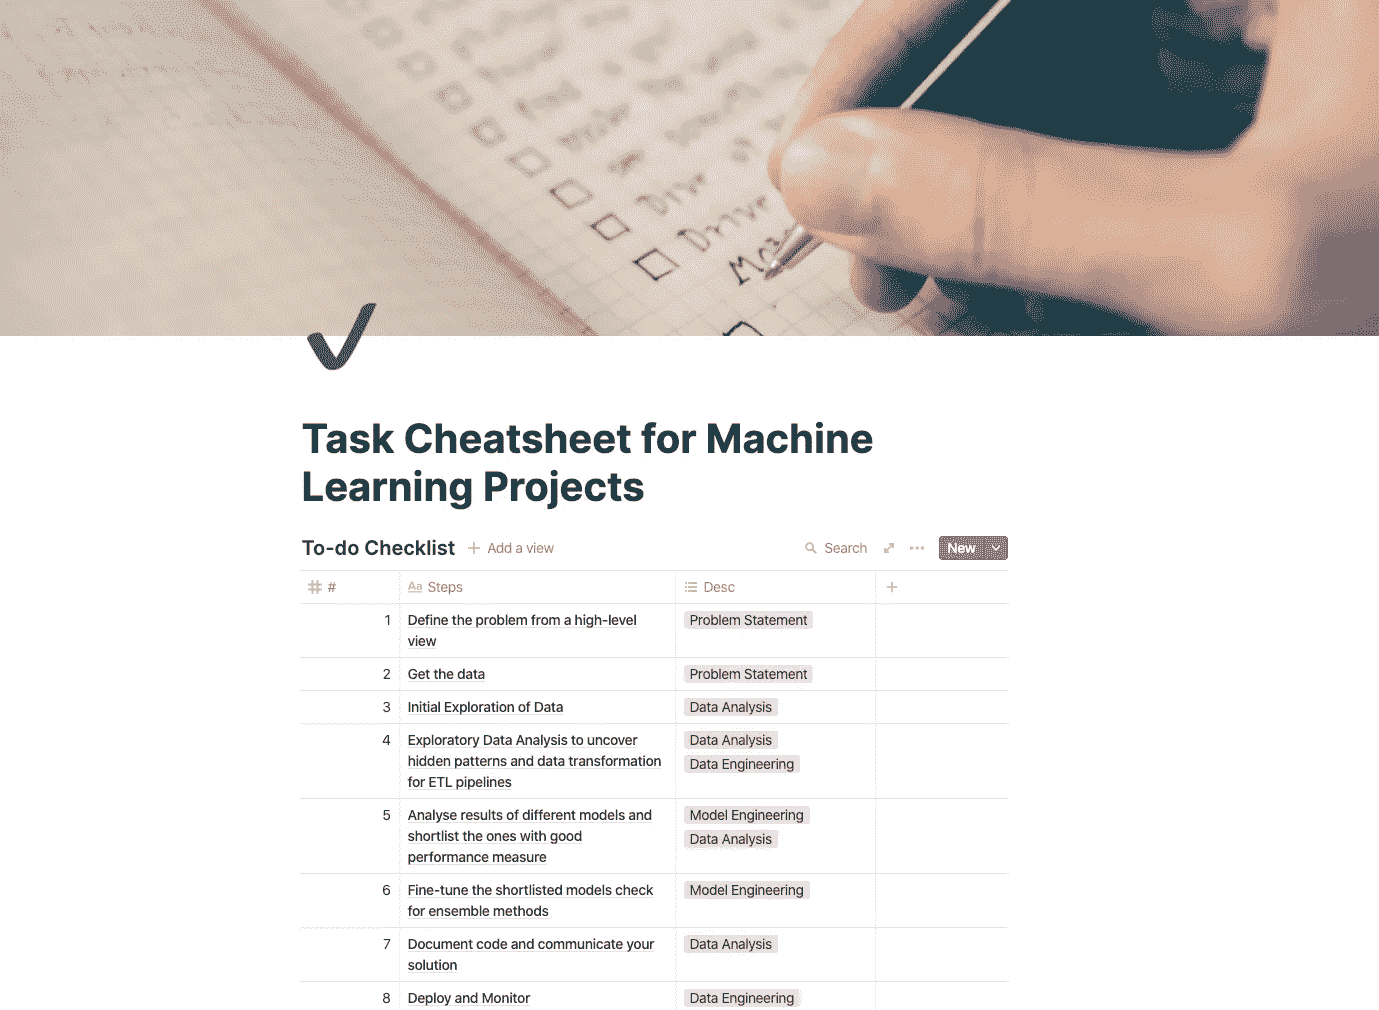 Drive
Drive
Task Cheatsheet for Machine
Learning Projects
To-do Checklist
Add a view
Search
New
# Steps Desc
1 Define the problem from a high-level
view
Problem Statement
2 Get the data Problem Statement
3 Initial Exploration of Data Data Analysis
4 Exploratory Data Analysis to uncover
hidden patterns and data transformation
for ETL pipelines
Data Analysis
Data Engineering
5 Analyse results of different models and
shortlist the ones with good
performance measure
Model Engineering
Data Analysis
6 Fine-tune the shortlisted models check
for ensemble methods
Model Engineering
7 Document code and communicate your
solution
Data Analysis
8 Deploy and Monitor Data Engineering